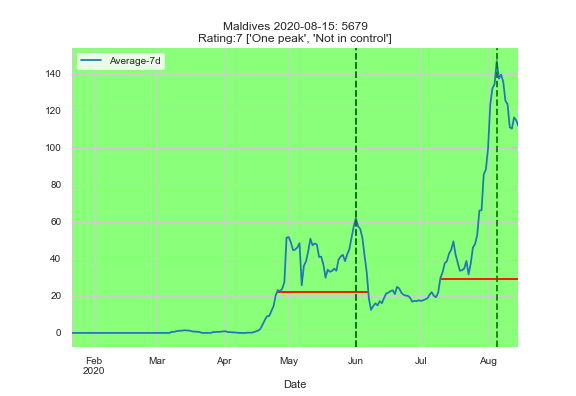 Maldives 2020-08-15: 5679
Rating:7 ['One peak', 'Not in control']
Average-7d
140
120
100
80
60
40
20
0
Feb Mar Apr May Jun Jul Aug
2020
Date